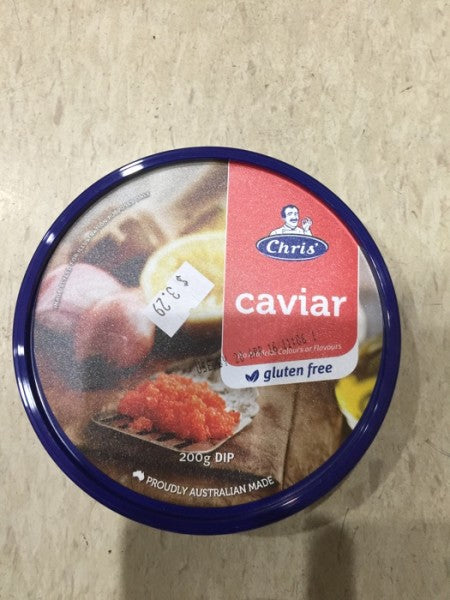 Chris'
caviar
$3.29
No Artificial Colours or Flavours
gluten free
200g DIP
PROUDLY AUSTRALIAN MADE